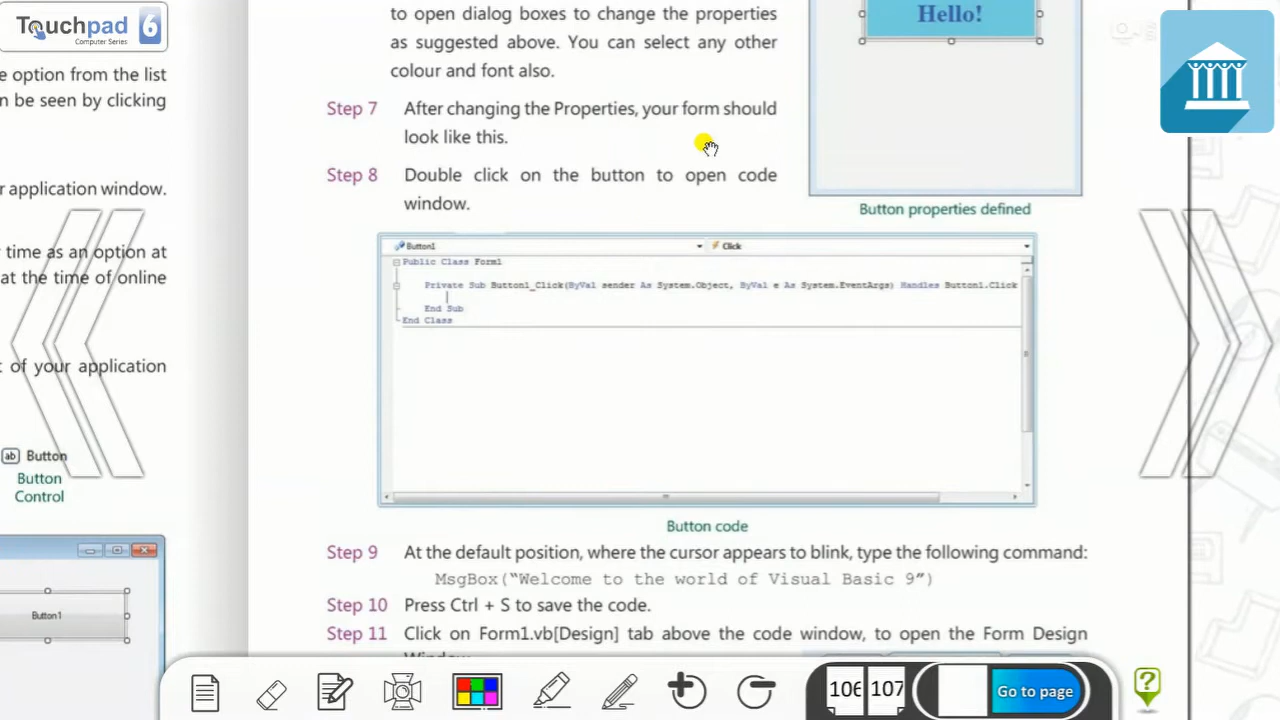 Touchpad 6
Computer Series
e option from the list
n be seen by clicking
r application window.
time as an option at
at the time of online
of your application
ab Button
Button
Control
Button1
to open dialog boxes to change the properties
as suggested above. You can select any other
colour and font also.
Step 7 After changing the Properties, your form should
look like this.
Step 8 Double click on the button to open code
window.
Hello!
Button properties defined
Button1 Click
Public Class Form1
Private Sub Button1_Click(ByVal sender As System.Object, ByVal e As System.EventArgs) Handles Button1.Click
End Sub
End Class
Button code
Step 9 At the default position, where the cursor appears to blink, type the following command:
MsgBox(“Welcome to the world of Visual Basic 9”)
Step 10 Press Ctrl + S to save the code.
Step 11 Click on Form1.vb[Design] tab above the code window, to open the Form Design
106 107 Go to page